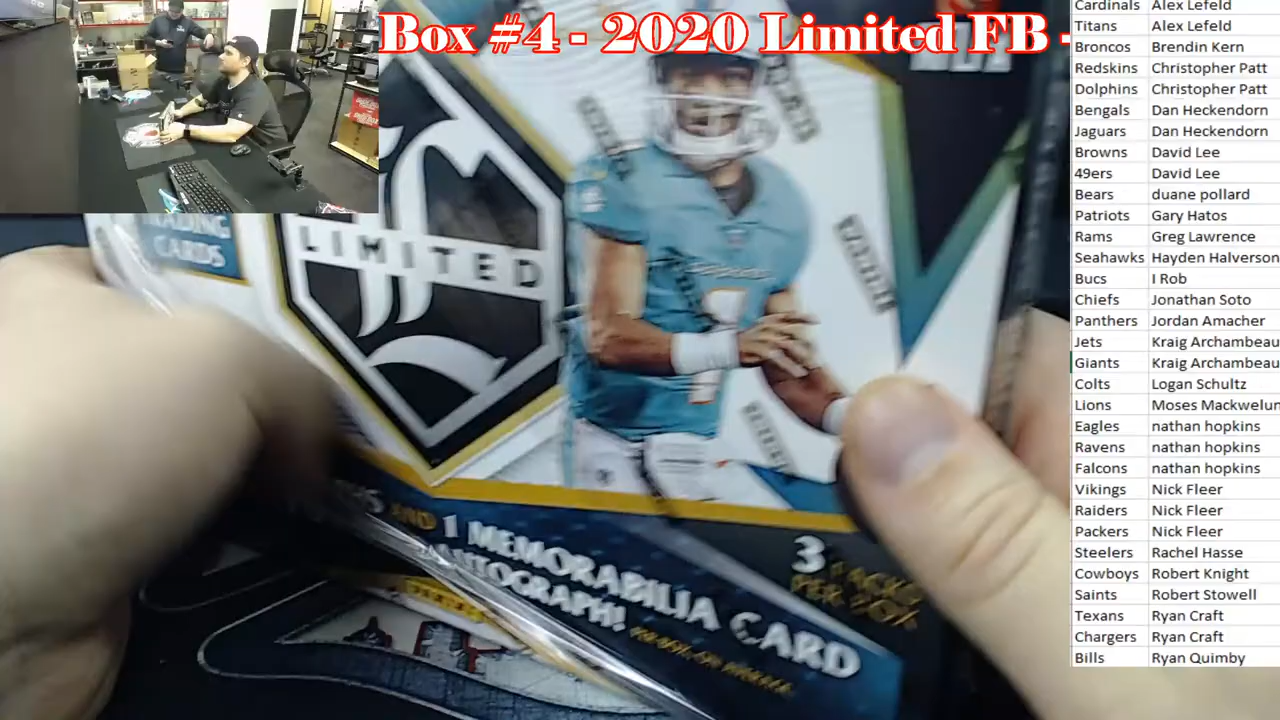 Box #4 - 2020 Limited FB -
TRADING
CARDS
LIMITED
AND 1 MEMORABILIA CARD
AUTOGRAPH!
3 PACKS
PER BOX
Cardinals Alex Lefeld
Titans Alex Lefeld
Broncos Brendin Kern
Redskins Christopher Patt
Dolphins Christopher Patt
Bengals Dan Heckendorn
Jaguars Dan Heckendorn
Browns David Lee
49ers David Lee
Bears duane pollard
Patriots Gary Hatos
Rams Greg Lawrence
Seahawks Hayden Halverson
Bucs I Rob
Chiefs Jonathan Soto
Panthers Jordan Amacher
Jets Kraig Archambeau
Giants Kraig Archambeau
Colts Logan Schultz
Lions Moses Mackwelun
Eagles nathan hopkins
Ravens nathan hopkins
Falcons nathan hopkins
Vikings Nick Fleer
Raiders Nick Fleer
Packers Nick Fleer
Steelers Rachel Hasse
Cowboys Robert Knight
Saints Robert Stowell
Texans Ryan Craft
Chargers Ryan Craft
Bills Ryan Quimby